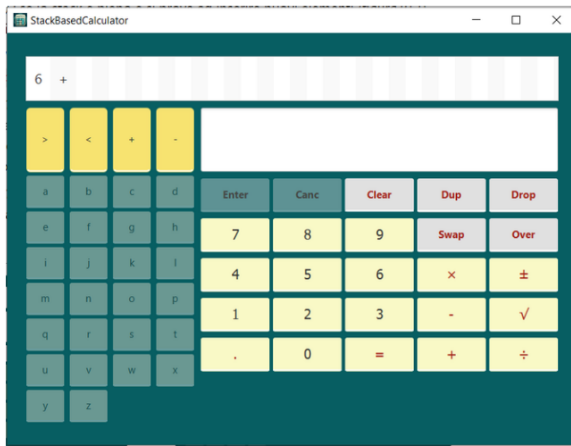 StackBasedCalculator
6 +
> < + -
a b c d Enter Canc Clear Dup Drop
e f g h 7 8 9 Swap Over
i j k l 4 5 6 × ±
m n o p 1 2 3 - √
q r s t . 0 = + ÷
u v w x
y z